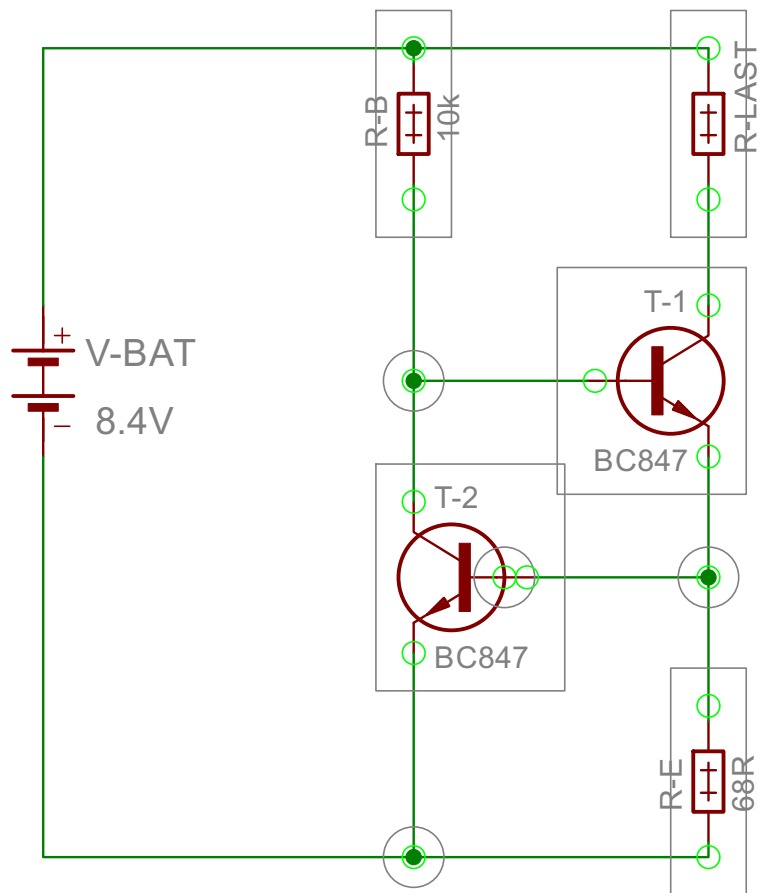 R-B
10k
R-LAST
T-1
+
V-BAT
8.4V
−
BC847
T-2
BC847
R-E
68R